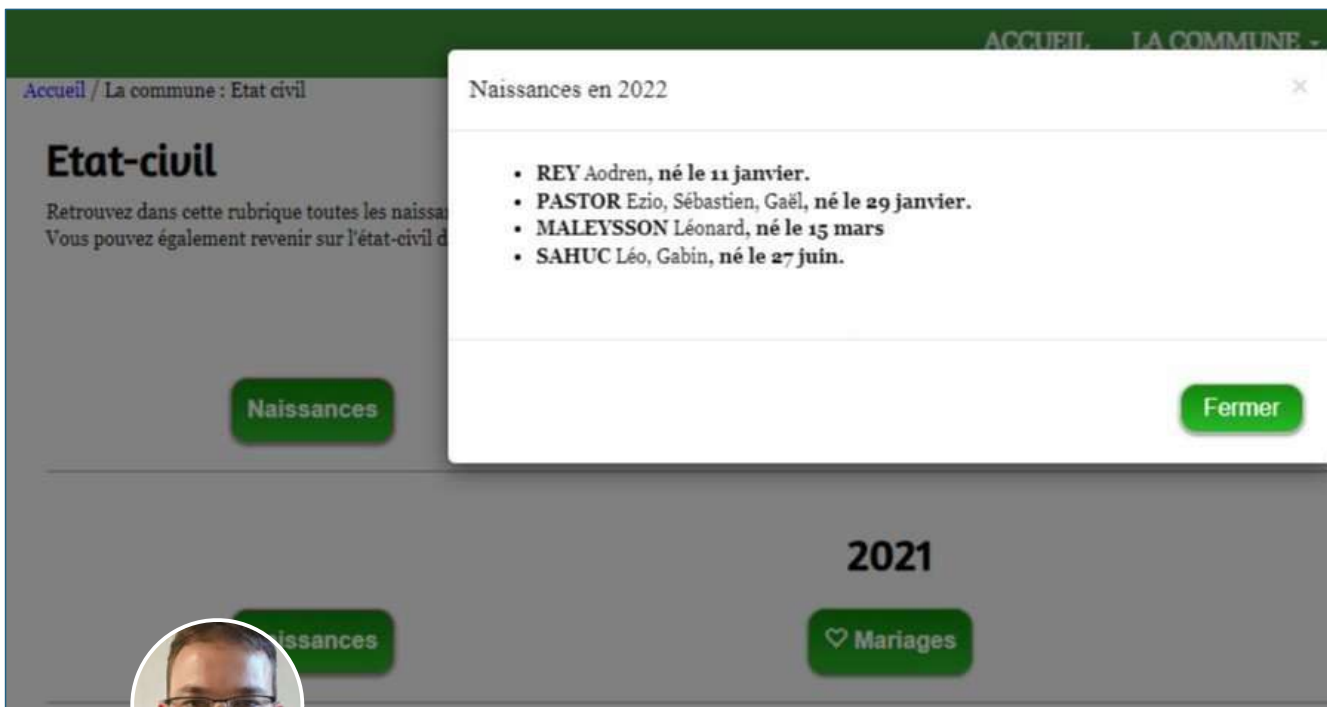 ACCUEIL LA COMMUNE
Accueil / La commune : Etat civil
Naissances en 2022
×
Etat-civil
Retrouvez dans cette rubrique toutes les
Vous pouvez également revenir sur l'état-civil
• REY Aodren, né le 11 janvier.
• PASTOR Ezio, Sébastien, Gaël, né le 29 janvier.
• MALEYSSON Léonard, né le 15 mars
• SAHUC Léo, Gabin, né le 27 juin.
Naissances
Fermer
2021
issances
♡ Mariages